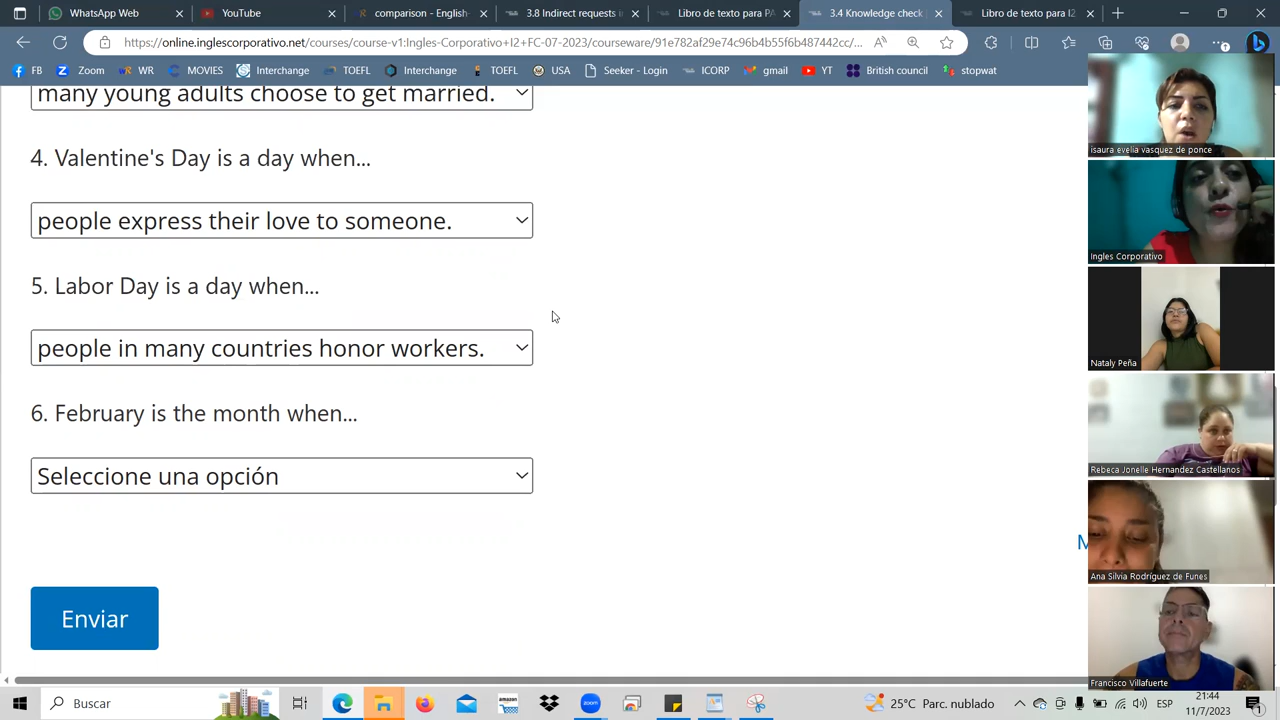 WhatsApp
Recibidos
comparison - English-
3.8 Indirect requests i
Libro de texto para PA
3.4 Knowledge check
Libro de texto para I2
https://online.inglescorporativo.net/courses/course-v1:Ingles-Corporativo+I2+FC-07-2023/courseware/91e782af29e74c96b4b55f6b487442cc/...
FB
Zoom
WR
MOVIES
Interchange
TOEFL
Interchange
TOEFL
USA
Seeker - Login
ICORP
gmail
YT
British council
stopwat
many young adults choose to get married.
4. Valentine's Day is a day when...
people express their love to someone.
5. Labor Day is a day when...
people in many countries honor workers.
6. February is the month when...
Seleccione una opción
Enviar
isaura evelia vasquez de ponce
Ingles Corporativo
Nataly Peña
Rebeca Jonelle Hernandez Castellanos
Ana Silvia Rodríguez de Funes
Francisco Villafuerte
Buscar
25°C Parc. nublado
ESP
21:44
11/7/2023